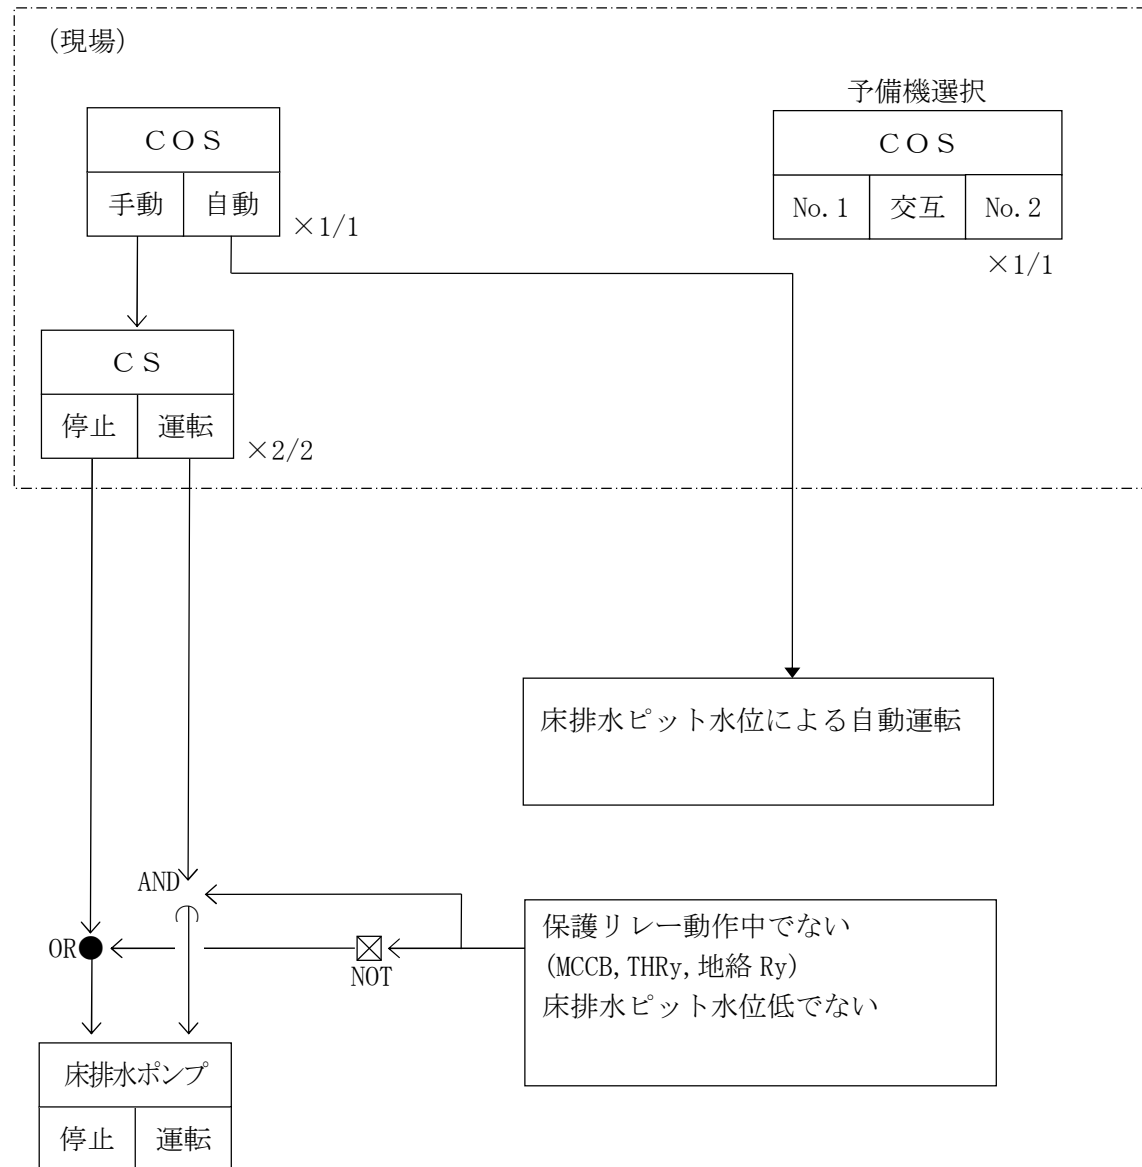 (現場)
予備機選択
ＣＯＳ
手動 自動
×1/1
ＣＯＳ
No.1 交互 No.2
×1/1
ＣＳ
停止 運転
×2/2
床排水ピット水位による自動運転
AND
OR
NOT
保護リレー動作中でない
(MCCB,THRy,地絡 Ry)
床排水ピット水位低でない
床排水ポンプ
停止 運転